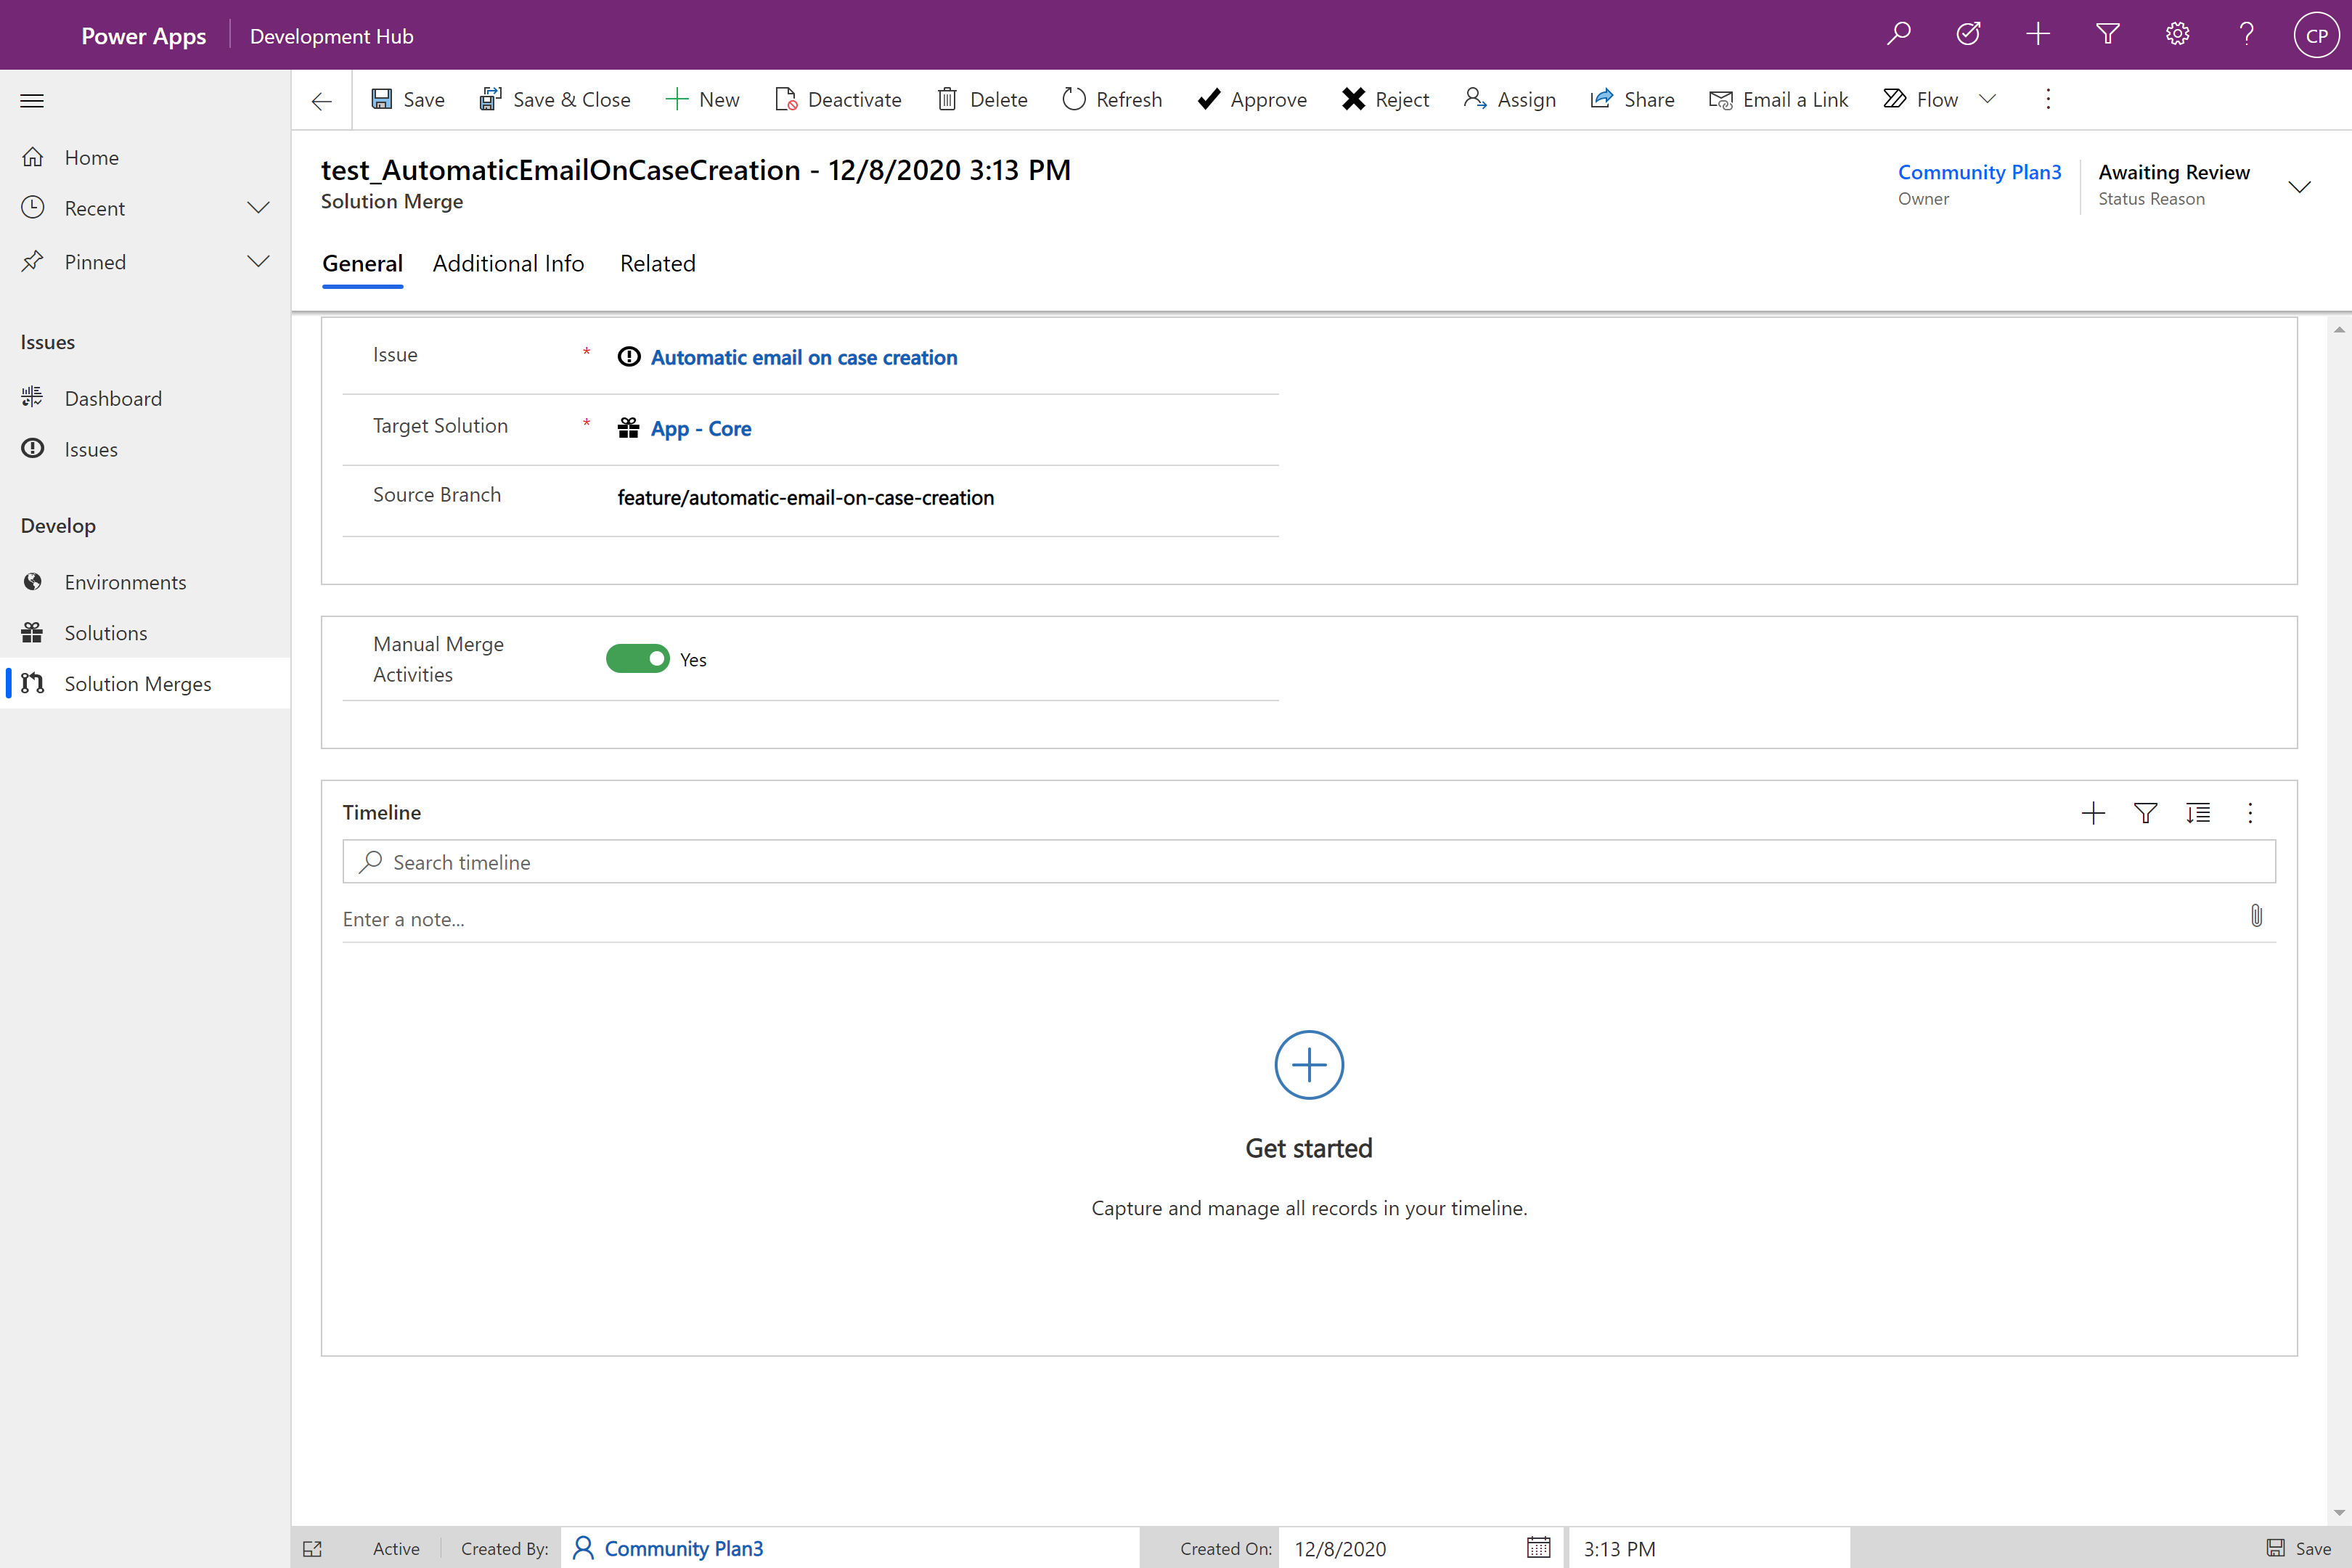 Power Apps
Development Hub
CP
Save
Save & Close
New
Deactivate
Delete
Refresh
Approve
Reject
Assign
Share
Email a Link
Flow
Home
Recent
Pinned
Issues
Dashboard
Issues
Develop
Environments
Solutions
Solution Merges
test_AutomaticEmailOnCaseCreation - 12/8/2020 3:13 PM
Solution Merge
Community Plan3
Owner
Awaiting Review
Status Reason
General
Additional Info
Related
Issue
*
Automatic email on case creation
Target Solution
*
App - Core
Source Branch
feature/automatic-email-on-case-creation
Manual Merge
Activities
Yes
Timeline
Search timeline
Enter a note...
Get started
Capture and manage all records in your timeline.
Active
Created By:
Community Plan3
Created On:
12/8/2020
3:13 PM
Save